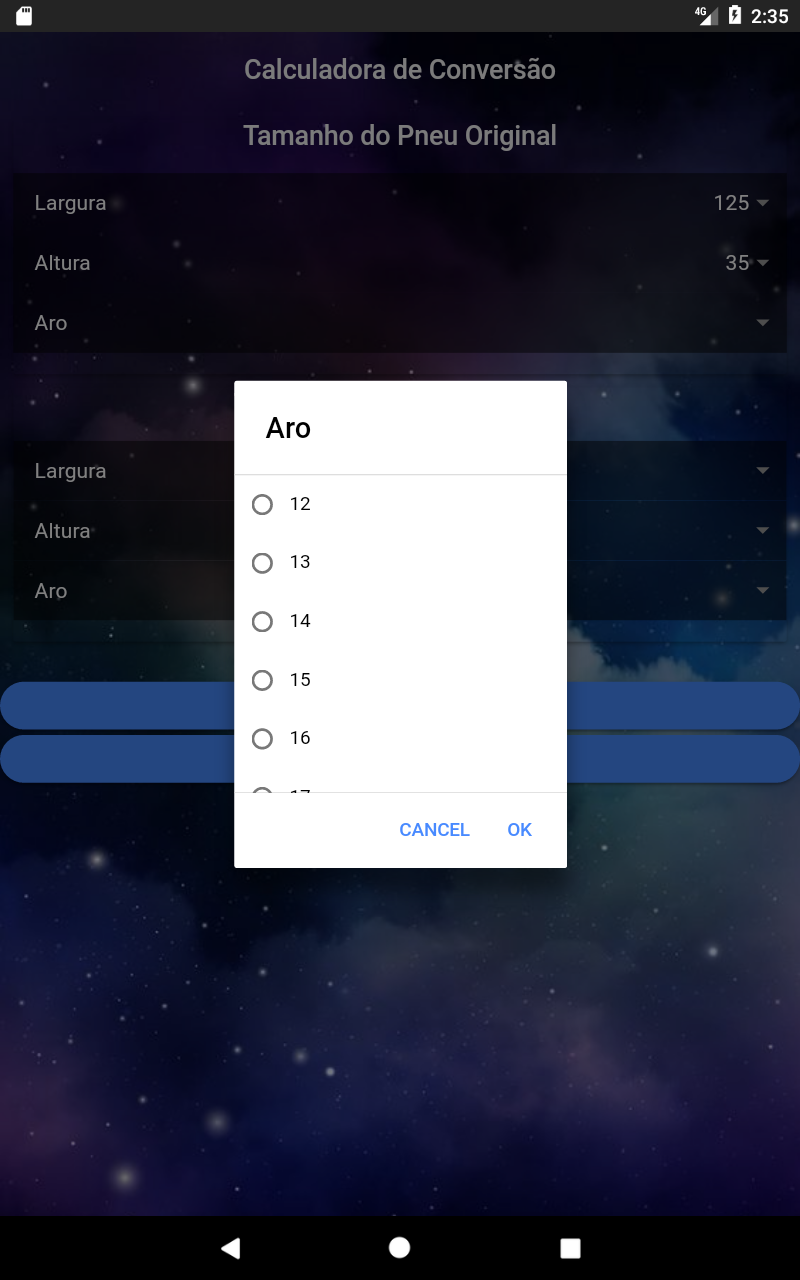 4G 2:35
Calculadora de Conversão
Tamanho do Pneu Original
Largura 125
Altura 35
Aro
Largura
Altura
Aro
Aro
12
13
14
15
16
CANCEL OK